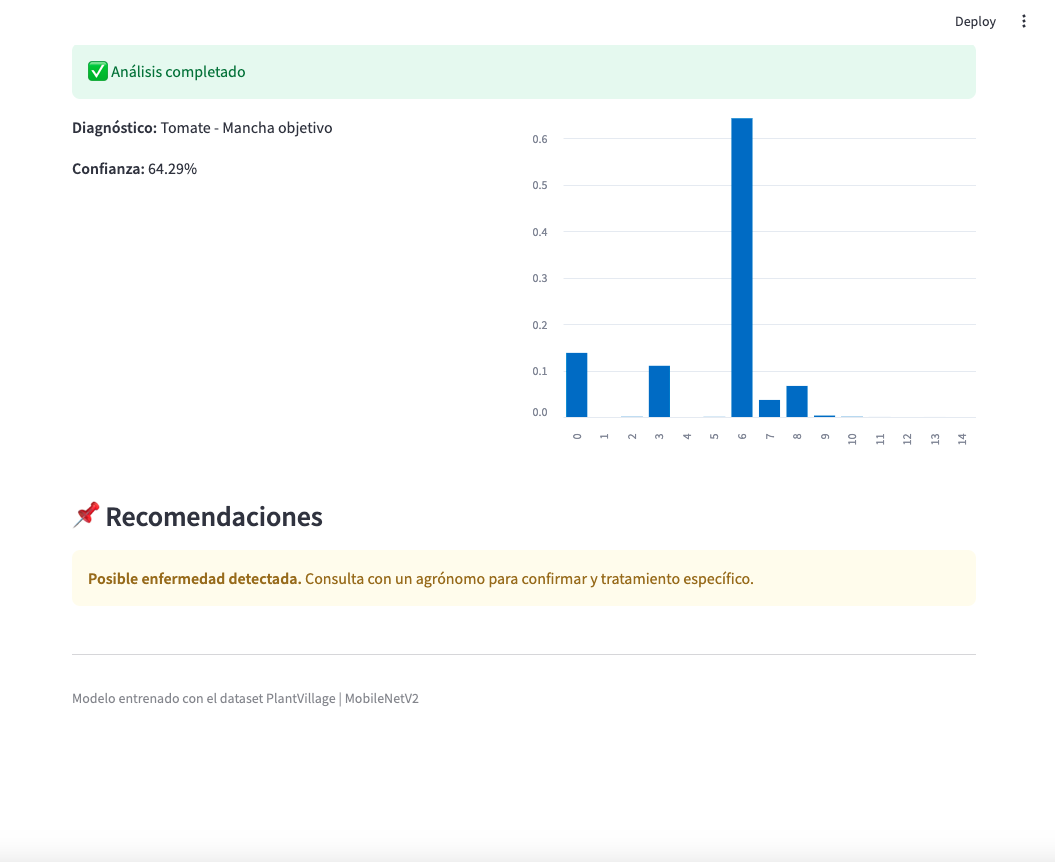 Deploy
✅ Análisis completado
Diagnóstico: Tomate - Mancha objetivo
Confianza: 64.29%
0.6
0.5
0.4
0.3
0.2
0.1
0.0
0 1 2 3 4 5 6 7 8 9 10 11 12 13 14
📌 Recomendaciones
Posible enfermedad detectada. Consulta con un agrónomo para confirmar y tratamiento específico.
Modelo entrenado con el dataset PlantVillage | MobileNetV2